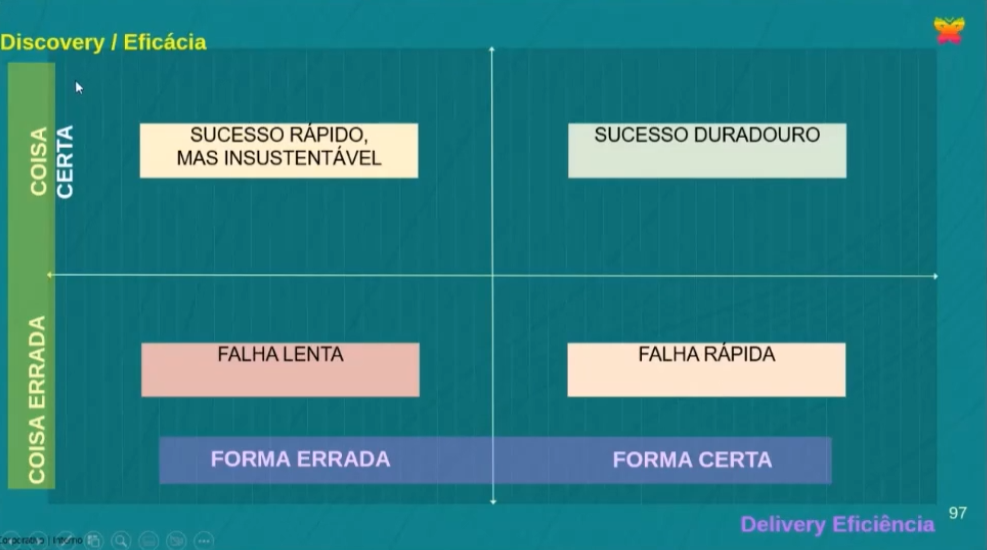 Discovery / Eficácia
COISA
CERTA
SUCESSO RÁPIDO,
MAS INSUSTENTÁVEL
SUCESSO DURADOURO
COISA ERRADA
FALHA LENTA
FALHA RÁPIDA
FORMA ERRADA
FORMA CERTA
Delivery Eficiência
97
Corporativo | Interno